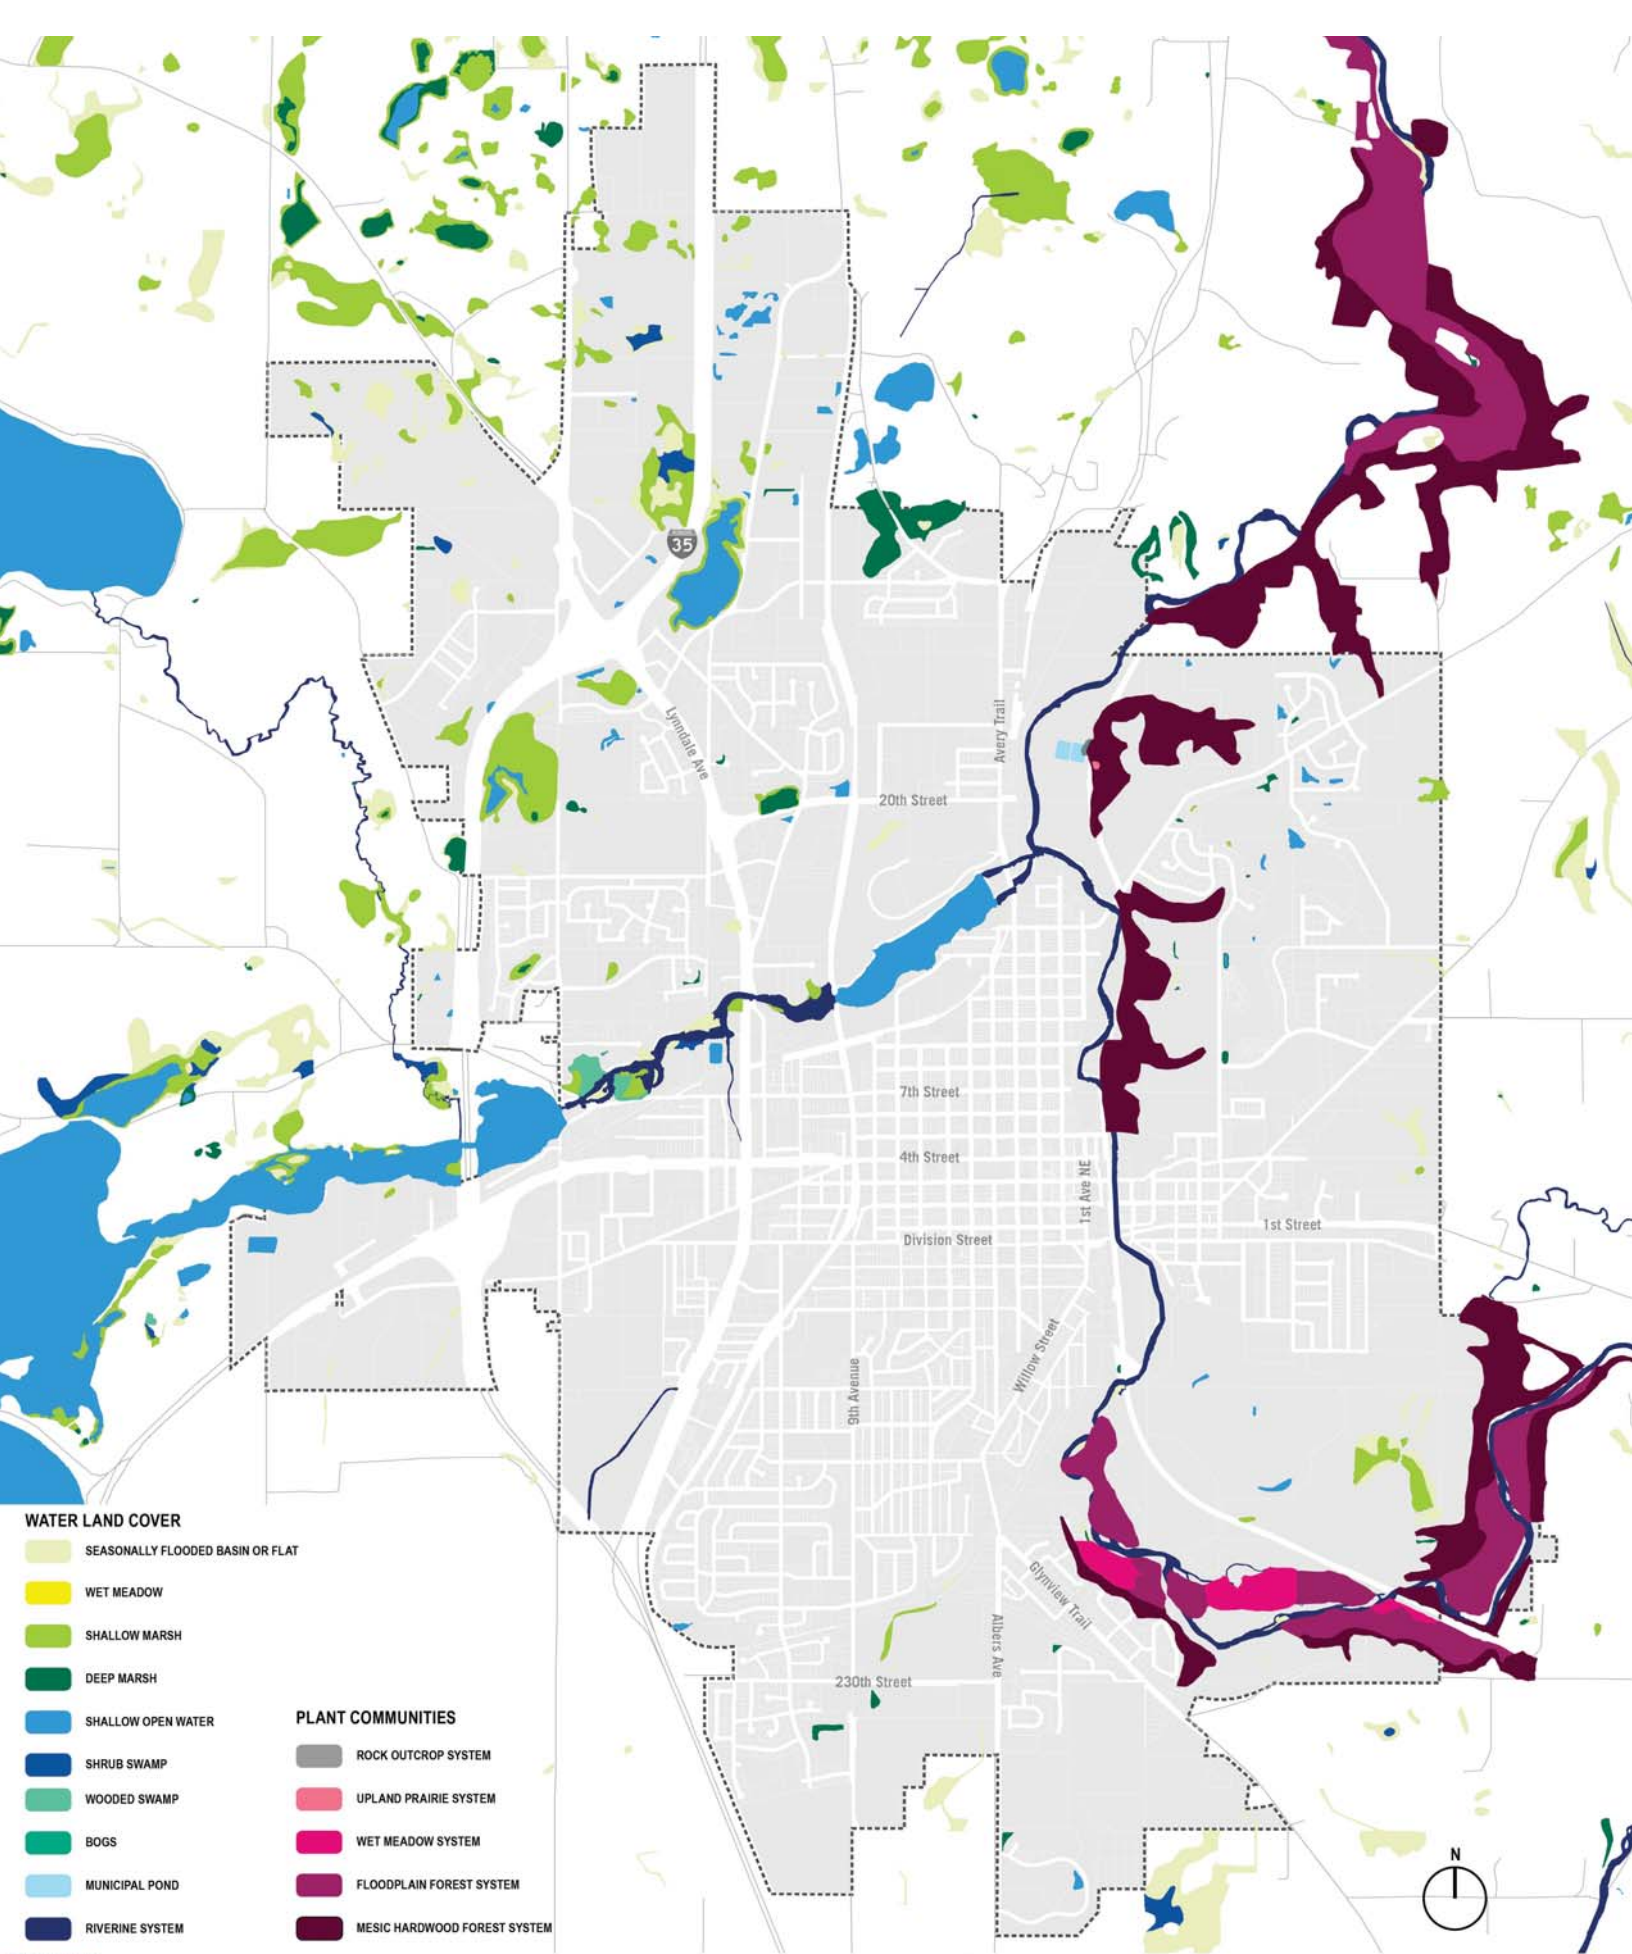 35
Lynndale Ave
Avery Trail
20th Street
7th Street
4th Street
1st Ave NE
1st Street
Division Street
Willow Street
9th Avenue
Glynview Trail
Albers Ave
230th Street
WATER LAND COVER
SEASONALLY FLOODED BASIN OR FLAT
WET MEADOW
SHALLOW MARSH
DEEP MARSH
SHALLOW OPEN WATER
SHRUB SWAMP
WOODED SWAMP
BOGS
MUNICIPAL POND
RIVERINE SYSTEM
PLANT COMMUNITIES
ROCK OUTCROP SYSTEM
UPLAND PRAIRIE SYSTEM
WET MEADOW SYSTEM
FLOODPLAIN FOREST SYSTEM
MESIC HARDWOOD FOREST SYSTEM
N